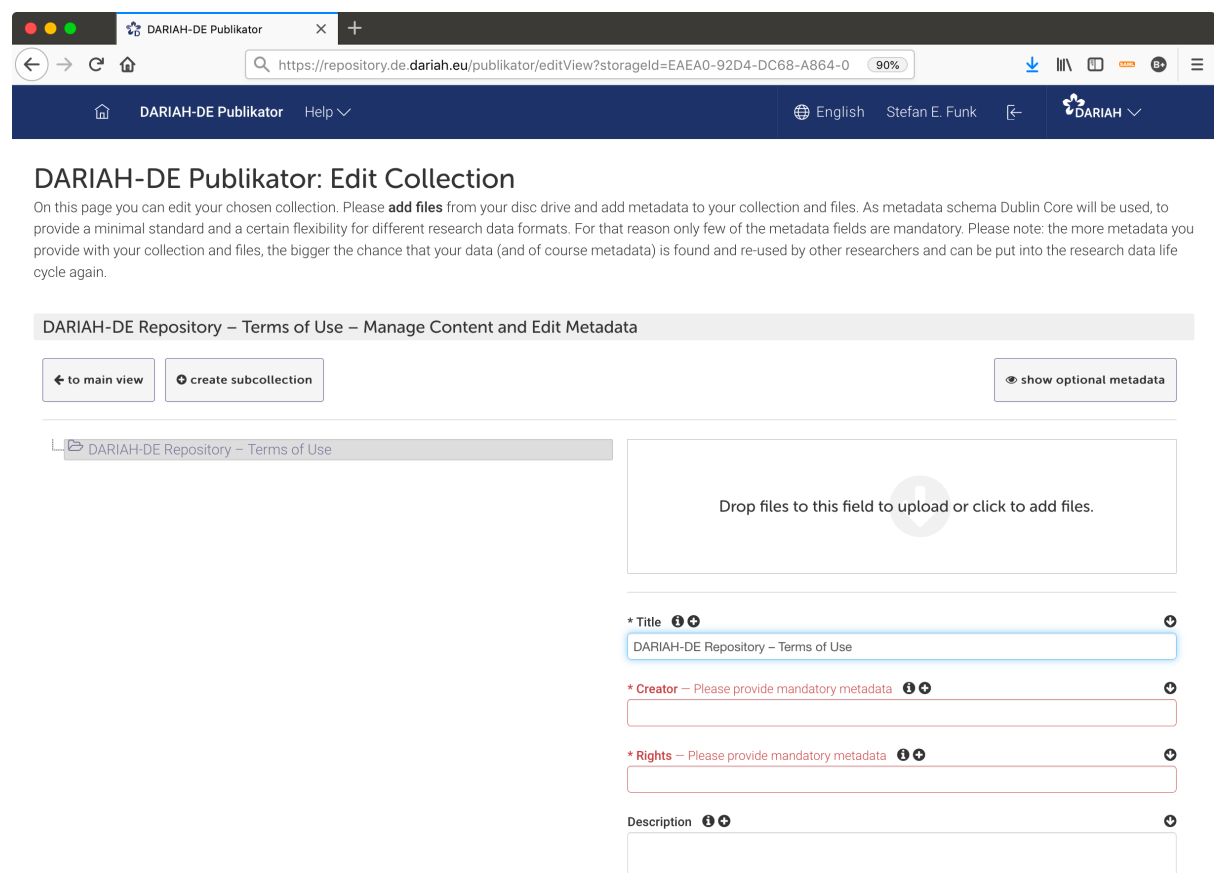 DARIAH-DE Publikator
https://repository.de.dariah.eu/publikator/editView?storageId=EAEA0-92D4-DC68-A864-0 90%
DARIAH-DE Publikator Help English Stefan E. Funk DARIAH
DARIAH-DE Publikator: Edit Collection
On this page you can edit your chosen collection. Please add files from your disc drive and add metadata to your collection and files. As metadata schema Dublin Core will be used, to
provide a minimal standard and a certain flexibility for different research data formats. For that reason only few of the metadata fields are mandatory. Please note: the more metadata you
provide with your collection and files, the bigger the chance that your data (and of course metadata) is found and re-used by other researchers and can be put into the research data life
cycle again.
DARIAH-DE Repository – Terms of Use – Manage Content and Edit Metadata
to main view
create subcollection
show optional metadata
DARIAH-DE Repository – Terms of Use
Drop files to this field to upload or click to add files.
* Title
DARIAH-DE Repository – Terms of Use
* Creator — Please provide mandatory metadata
* Rights — Please provide mandatory metadata
Description